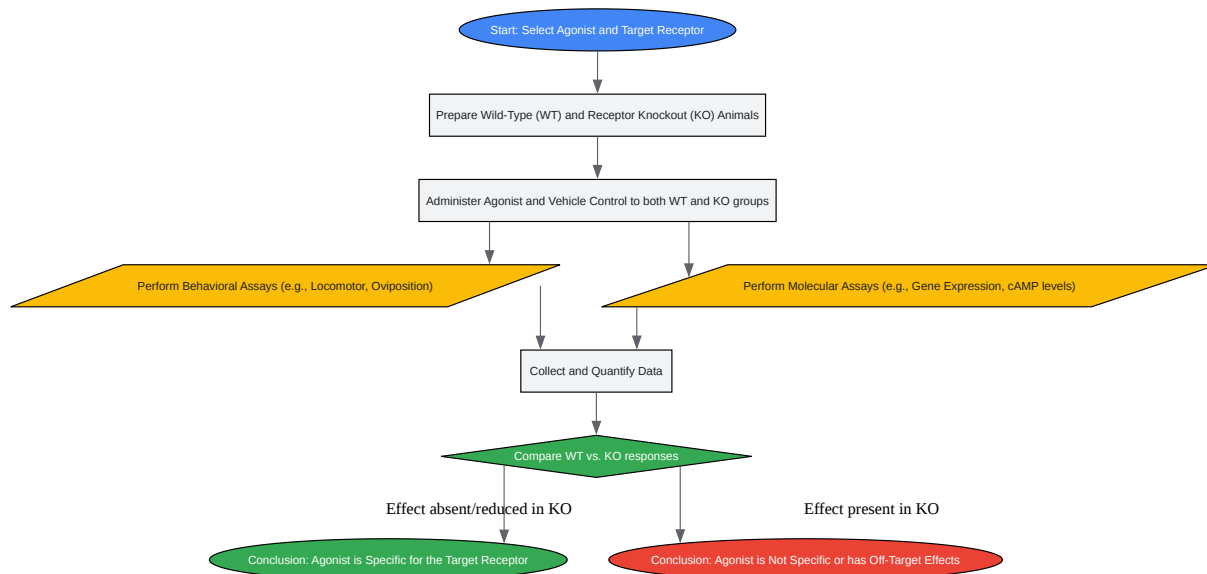 Start: Select Agonist and Target Receptor
Prepare Wild-Type (WT) and Receptor Knockout (KO) Animals
Administer Agonist and Vehicle Control to both WT and KO groups
Perform Behavioral Assays (e.g., Locomotor, Oviposition)
Perform Molecular Assays (e.g., Gene Expression, cAMP levels)
Collect and Quantify Data
Compare WT vs. KO responses
Effect absent/reduced in KO
Effect present in KO
Conclusion: Agonist is Specific for the Target Receptor
Conclusion: Agonist is Not Specific or has Off-Target Effects